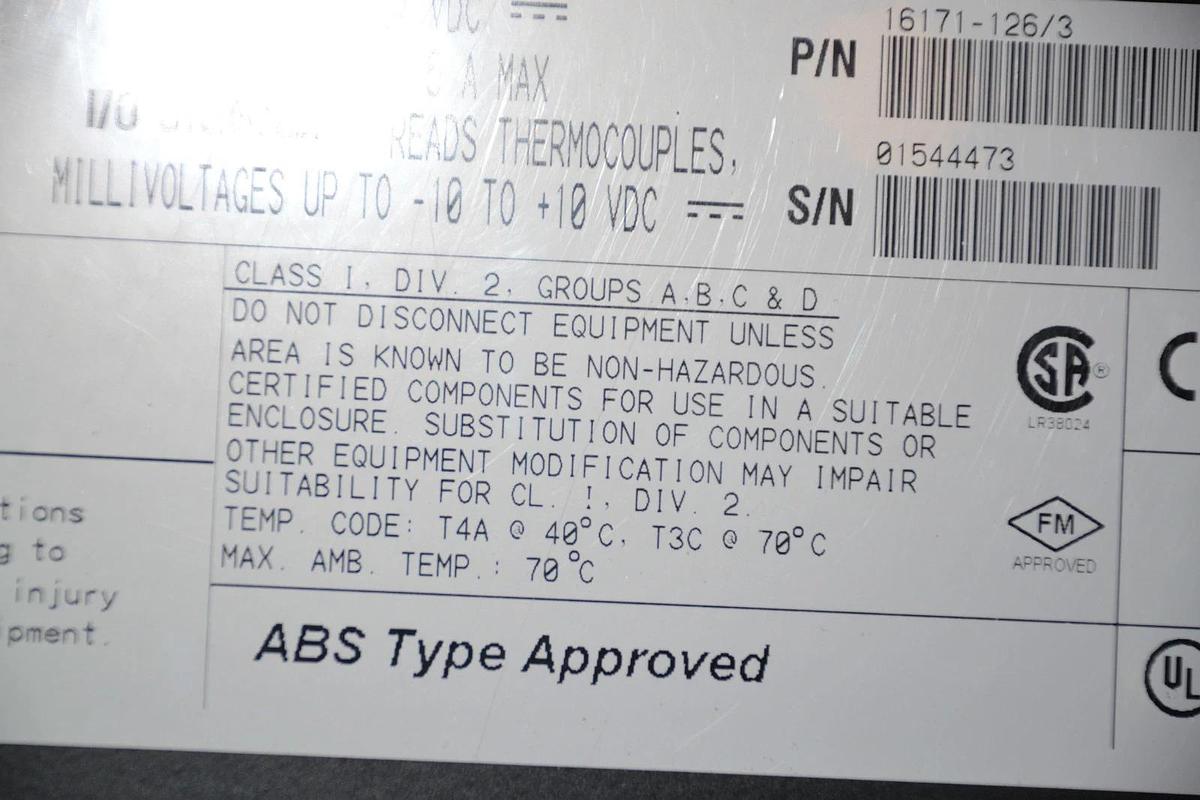 VDC
A MAX
I/O
READS THERMOCOUPLES,
MILLIVOLTAGES UP TO -10 TO +10 VDC
P/N
16171-126/3
S/N
01544473
CLASS I, DIV. 2, GROUPS A,B,C & D
DO NOT DISCONNECT EQUIPMENT UNLESS
AREA IS KNOWN TO BE NON-HAZARDOUS.
CERTIFIED COMPONENTS FOR USE IN A SUITABLE
ENCLOSURE. SUBSTITUTION OF COMPONENTS OR
OTHER EQUIPMENT MODIFICATION MAY IMPAIR
SUITABILITY FOR CL. I, DIV. 2.
TEMP. CODE: T4A @ 40°C, T3C @ 70°C
MAX. AMB. TEMP.: 70°C
SA®
LR38024
FM
APPROVED
tions
g to
injury
pment.
ABS Type Approved
UL